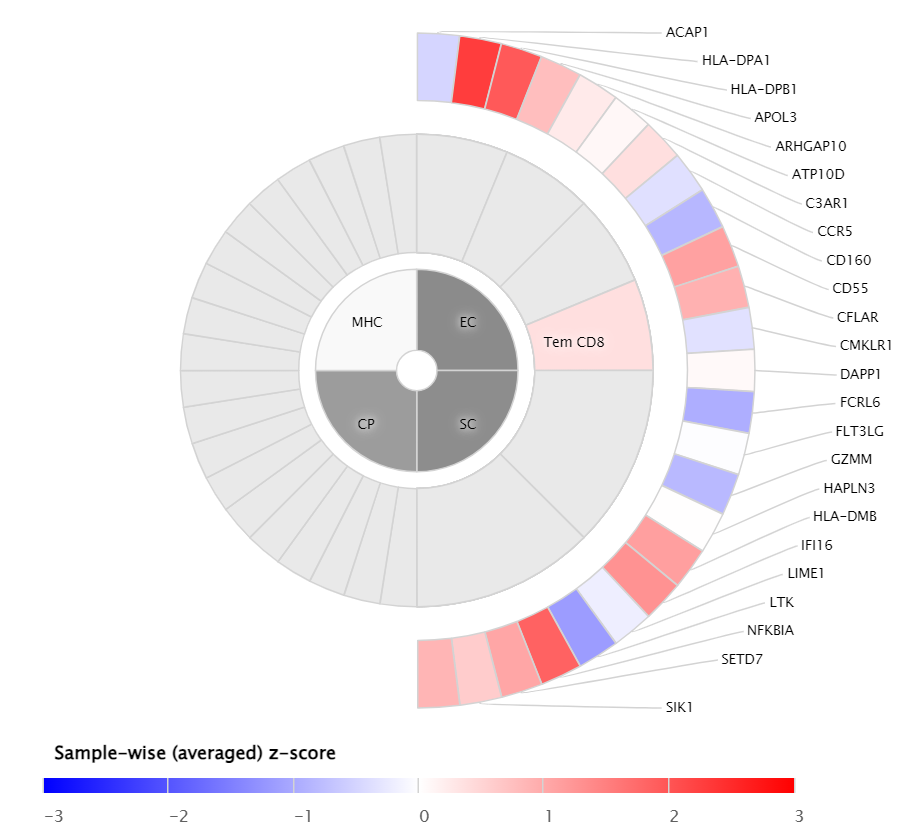 ACAP1
HLA-DPA1
HLA-DPB1
APOL3
ARHGAP10
ATP10D
C3AR1
CCR5
CD160
CD55
CFLAR
CMKLR1
DAPP1
FCRL6
FLT3LG
GZMM
HAPLN3
HLA-DMB
IFI16
LIME1
LTK
NFKBIA
SETD7
SIK1
MHC
EC
Tem CD8
CP
SC
Sample-wise (averaged) z-score
-3 -2 -1 0 1 2 3